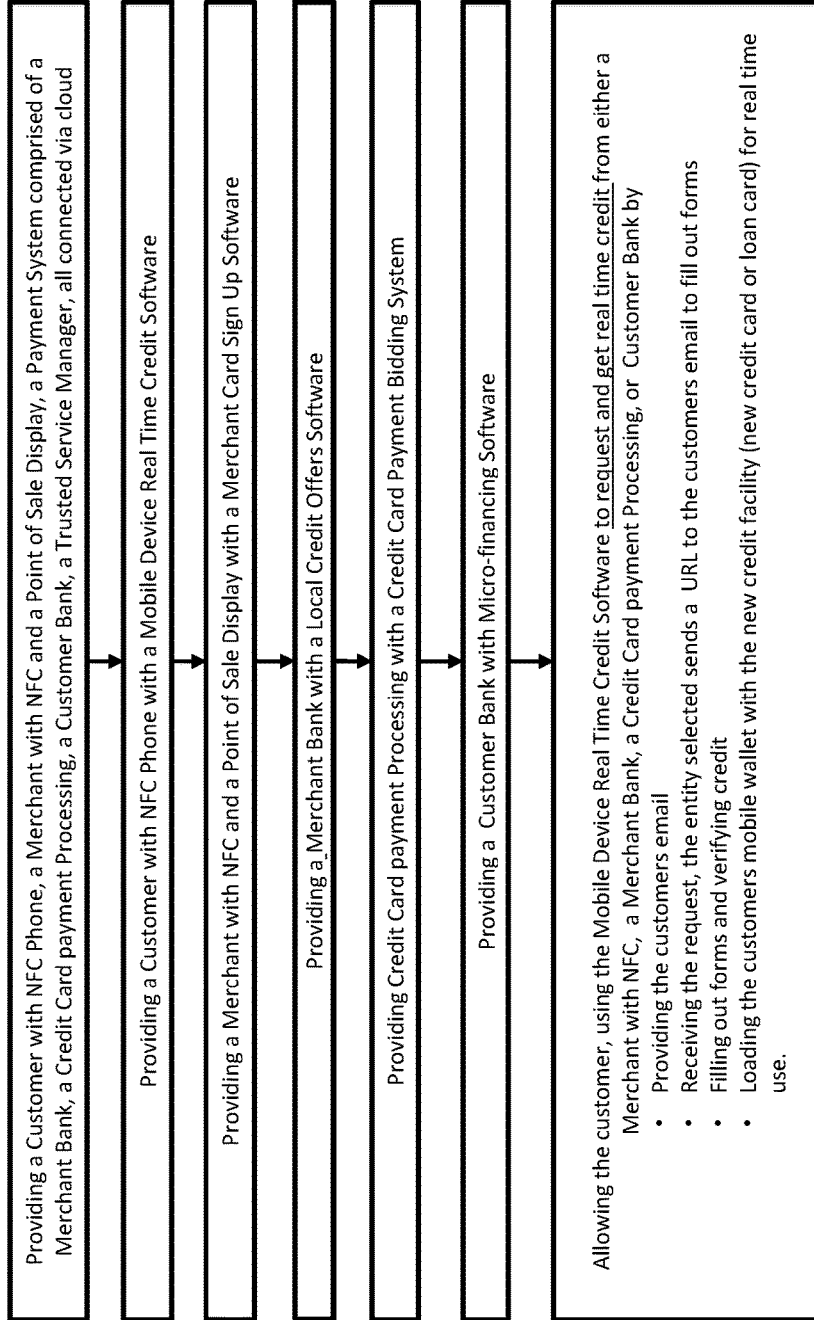 Providing a Customer with NFC Phone, a Merchant with NFC and a Point of Sale Display, a Payment System comprised of a
Merchant Bank, a Credit Card payment Processing, a Customer Bank, a Trusted Service Manager, all connected via cloud
Providing a Customer with NFC Phone with a Mobile Device Real Time Credit Software
Providing a Merchant with NFC and a Point of Sale Display with a Merchant Card Sign Up Software
Providing a Merchant Bank with a Local Credit Offers Software
Providing Credit Card payment Processing with a Credit Card Payment Bidding System
Providing a Customer Bank with Micro-financing Software
Allowing the customer, using the Mobile Device Real Time Credit Software to request and get real time credit from either a
Merchant with NFC, a Merchant Bank, a Credit Card payment Processing, or Customer Bank by
• Providing the customers email
• Receiving the request, the entity selected sends a URL to the customers email to fill out forms
• Filling out forms and verifying credit
• Loading the customers mobile wallet with the new credit facility (new credit card or loan card) for real time
use.